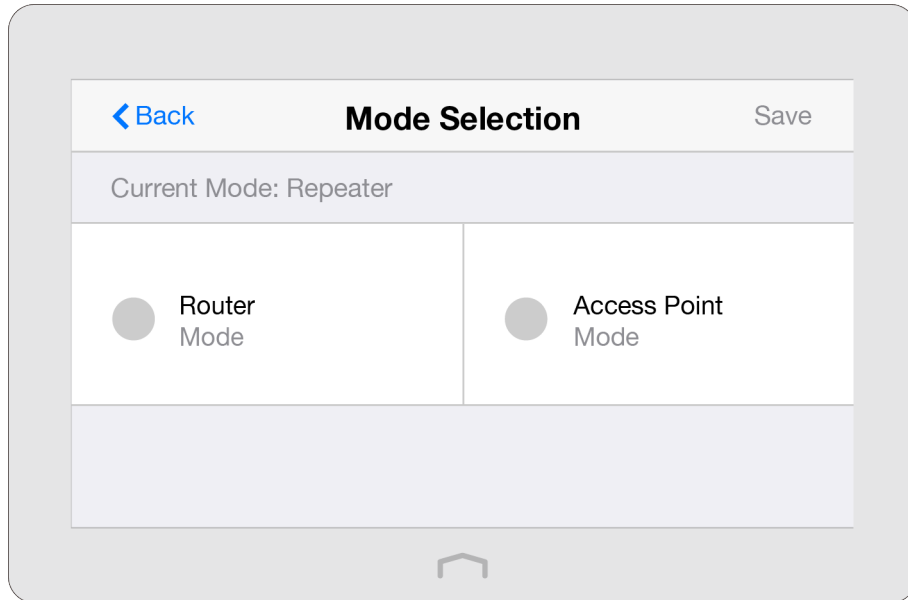 Back
Mode Selection
Save
Current Mode: Repeater
Router
Mode
Access Point
Mode